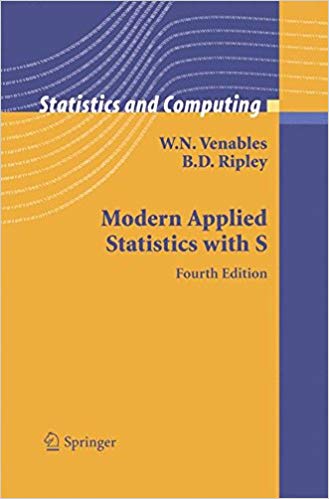 Statistics and Computing
W.N. Venables
B.D. Ripley
Modern Applied
Statistics with S
Fourth Edition
Springer